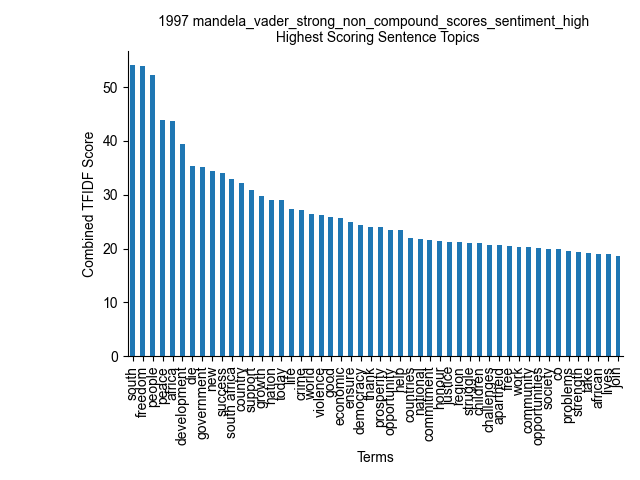 1997 mandela_vader_strong_non_compound_scores_sentiment_high
Highest Scoring Sentence Topics
Combined TFIDF Score
50
40
30
20
10
0
south
freedom
people
peace
africa
development
die
government
new
success
south africa
country
support
growth
nation
today
life
crime
world
violence
good
economic
ensure
democracy
thank
prosperity
opportunity
help
countries
national
commitment
honour
justice
region
struggle
children
challenges
apartheid
free
work
community
opportunities
society
co
problems
strength
take
african
lives
join
Terms